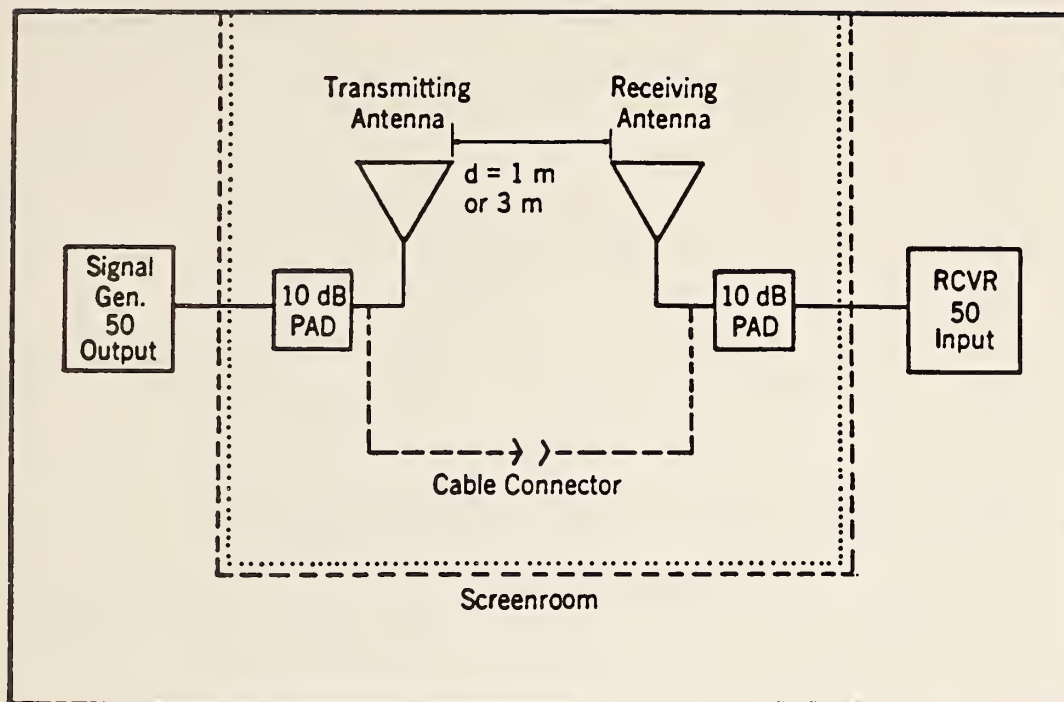 Transmitting
Antenna
Receiving
Antenna
d = 1 m
or 3 m
Signal
Gen.
50
Output
10 dB
PAD
10 dB
PAD
RCVR
50
Input
Cable Connector
Screenroom